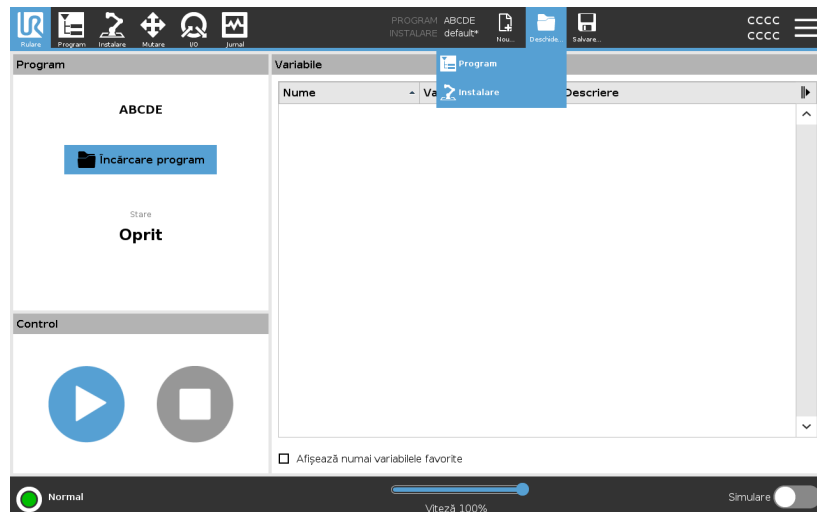 PROGRAM ABCDE
INSTALARE default*
cccc
cccc
Rulare Program Instalare Mutare I/O Jurnal Nou... Deschide... Salvare...
Program
Instalare
Program
ABCDE
Încărcare program
Stare
Oprit
Control
Variabile
Nume Va Descriere
Afișează numai variabilele favorite
Normal
Viteză 100%
Simulare